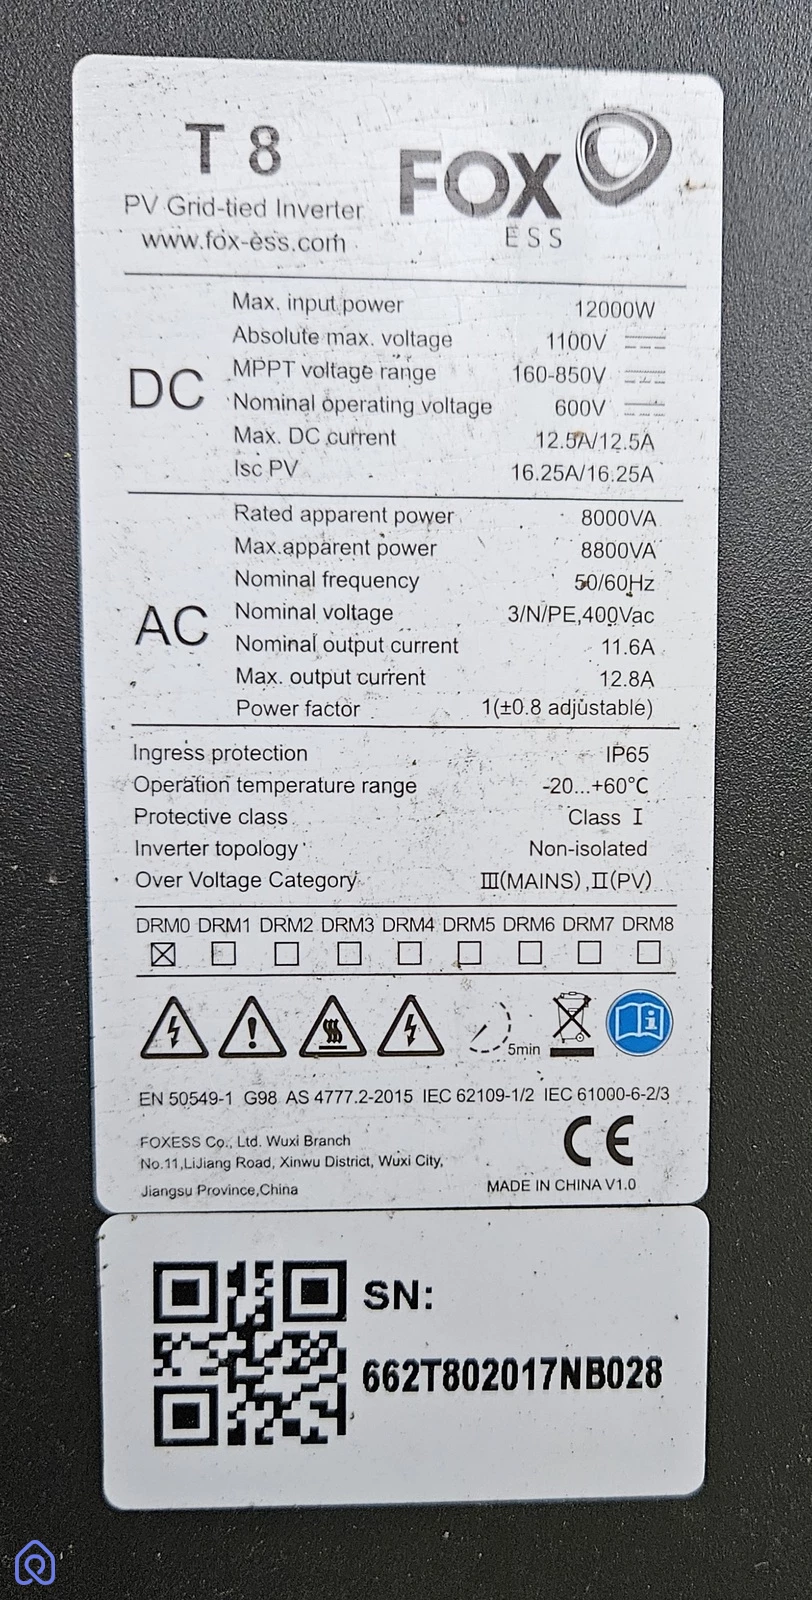 T 8
FOX
ESS
PV Grid-tied Inverter
www.fox-ess.com
DC
Max. input power 12000W
Absolute max. voltage 1100V
MPPT voltage range 160-850V
Nominal operating voltage 600V
Max. DC current 12.5A/12.5A
Isc PV 16.25A/16.25A
AC
Rated apparent power 8000VA
Max.apparent power 8800VA
Nominal frequency 50/60Hz
Nominal voltage 3/N/PE,400Vac
Nominal output current 11.6A
Max. output current 12.8A
Power factor 1(±0.8 adjustable)
Ingress protection IP65
Operation temperature range -20...+60℃
Protective class Class I
Inverter topology Non-isolated
Over Voltage Category III(MAINS),II(PV)
DRM0 DRM1 DRM2 DRM3 DRM4 DRM5 DRM6 DRM7 DRM8
5min
EN 50549-1 G98 AS 4777.2-2015 IEC 62109-1/2 IEC 61000-6-2/3
FOXESS Co., Ltd. Wuxi Branch
No.11,LiJiang Road, Xinwu District, Wuxi City,
Jiangsu Province,China
CE
MADE IN CHINA V1.0
SN:
662T802017NB028